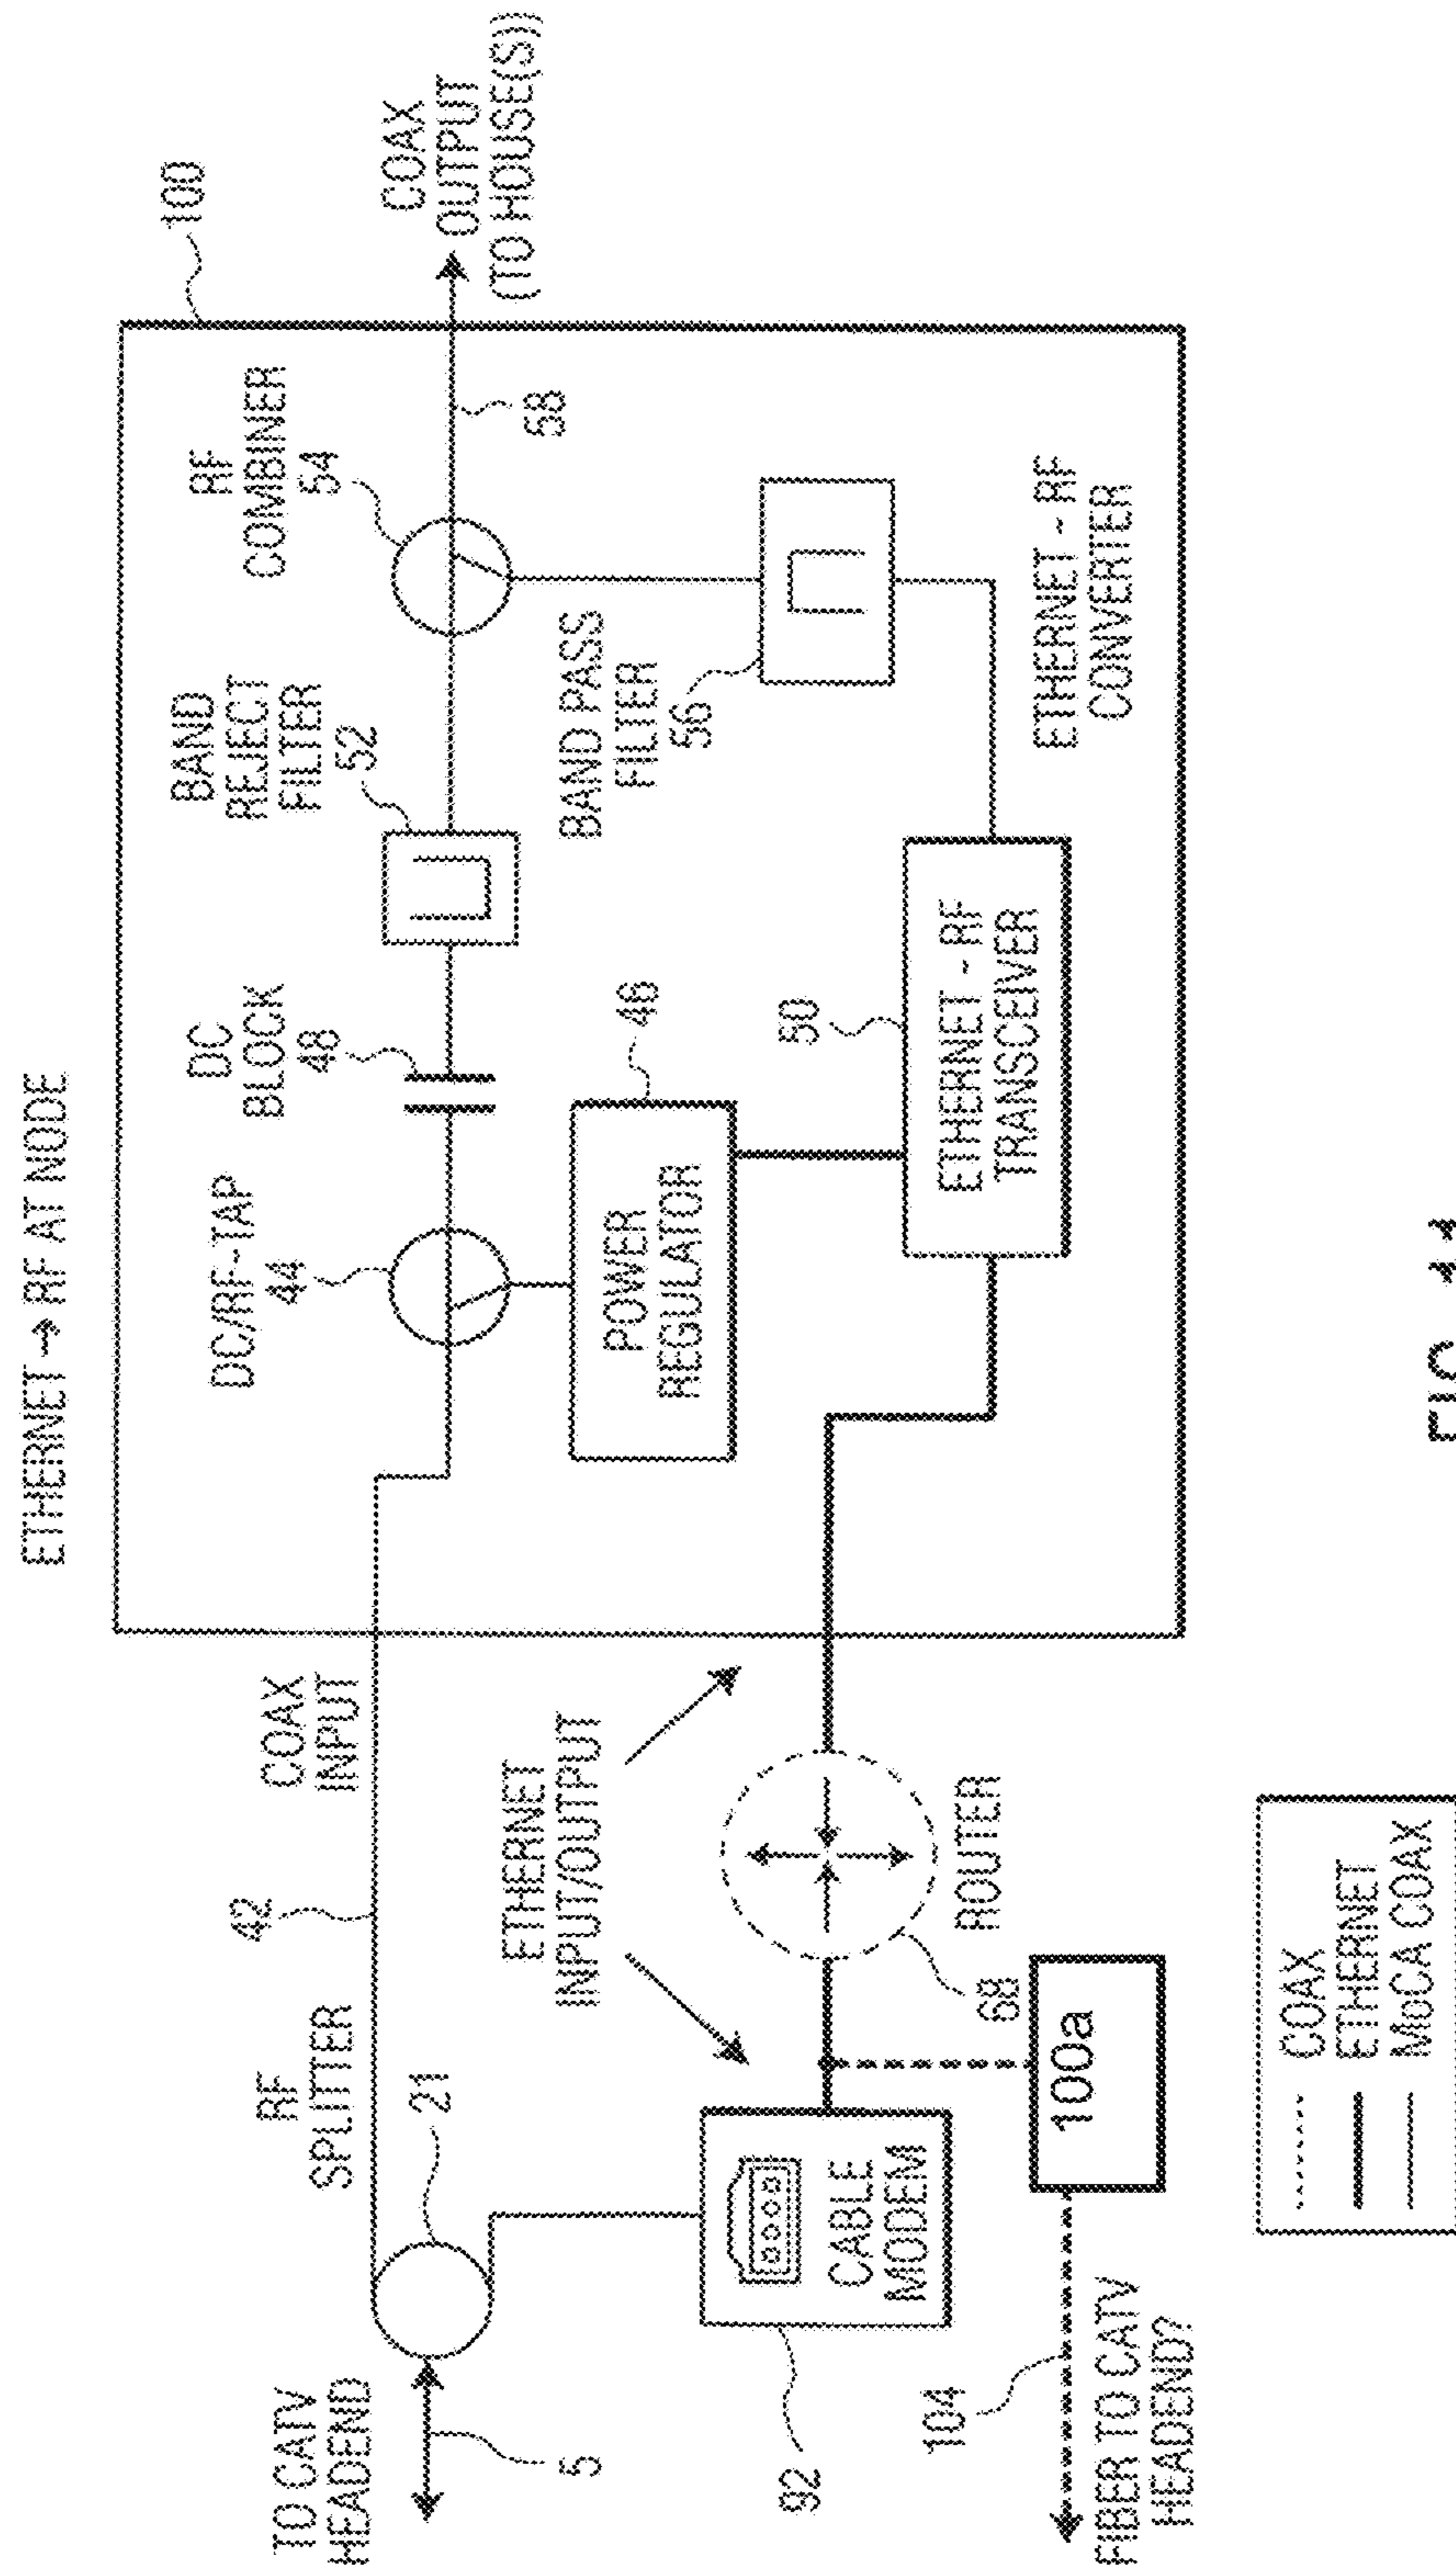 ETHERNET → RF AT NODE
TO CATV
HEADEND
5
RF
SPLITTER
21
42
COAX
INPUT
DC/RF-TAP
44
DC
BLOCK
48
BAND
REJECT
FILTER
52
RF
COMBINER
54
100
COAX
OUTPUT
(TO HOUSE(S))
58
POWER
REGULATOR
46
BAND PASS
FILTER
56
ETHERNET
INPUT/OUTPUT
CABLE
MODEM
92
ROUTER
68
50
ETHERNET - RF
TRANSCEIVER
ETHERNET - RF
CONVERTER
100a
104
FIBER TO CATV
HEADEND?
COAX
ETHERNET
MoCA COAX